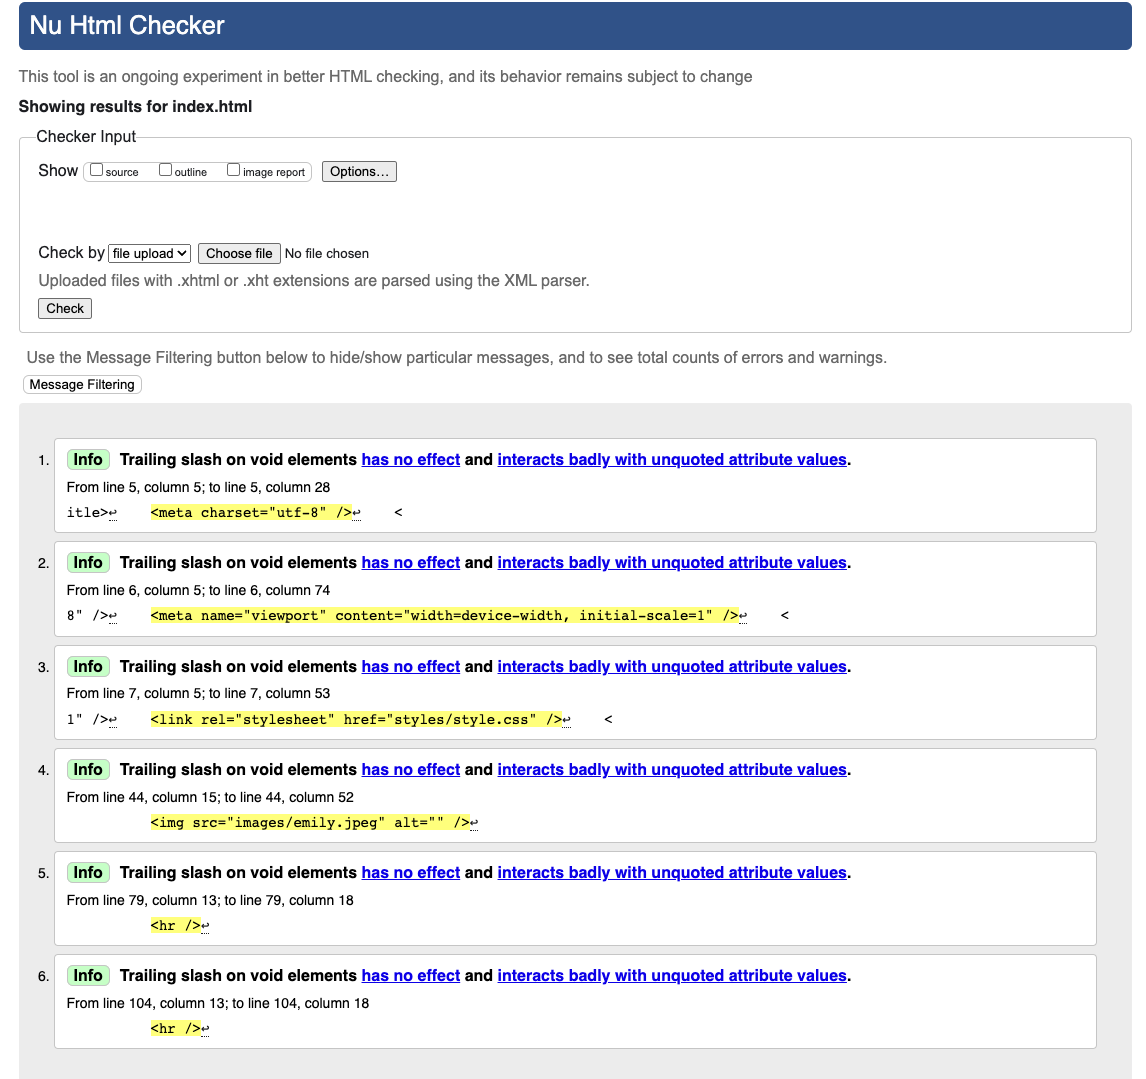 Nu Html Checker
This tool is an ongoing experiment in better HTML checking, and its behavior remains subject to change
Showing results for index.html
Checker Input
Show source outline image report Options...
Check by file upload Choose file No file chosen
Uploaded files with .xhtml or .xht extensions are parsed using the XML parser.
Check
Use the Message Filtering button below to hide/show particular messages, and to see total counts of errors and warnings.
Message Filtering
1. Info Trailing slash on void elements has no effect and interacts badly with unquoted attribute values.
From line 5, column 5; to line 5, column 28
itle>↩ <meta charset="utf-8" />↩ <
2. Info Trailing slash on void elements has no effect and interacts badly with unquoted attribute values.
From line 6, column 5; to line 6, column 74
8" />↩ <meta name="viewport" content="width=device-width, initial-scale=1" />↩ <
3. Info Trailing slash on void elements has no effect and interacts badly with unquoted attribute values.
From line 7, column 5; to line 7, column 53
1" />↩ <link rel="stylesheet" href="styles/style.css" />↩ <
4. Info Trailing slash on void elements has no effect and interacts badly with unquoted attribute values.
From line 44, column 15; to line 44, column 52
<img src="images/emily.jpeg" alt="" />↩
5. Info Trailing slash on void elements has no effect and interacts badly with unquoted attribute values.
From line 79, column 13; to line 79, column 18
<hr />↩
6. Info Trailing slash on void elements has no effect and interacts badly with unquoted attribute values.
From line 104, column 13; to line 104, column 18
<hr />↩